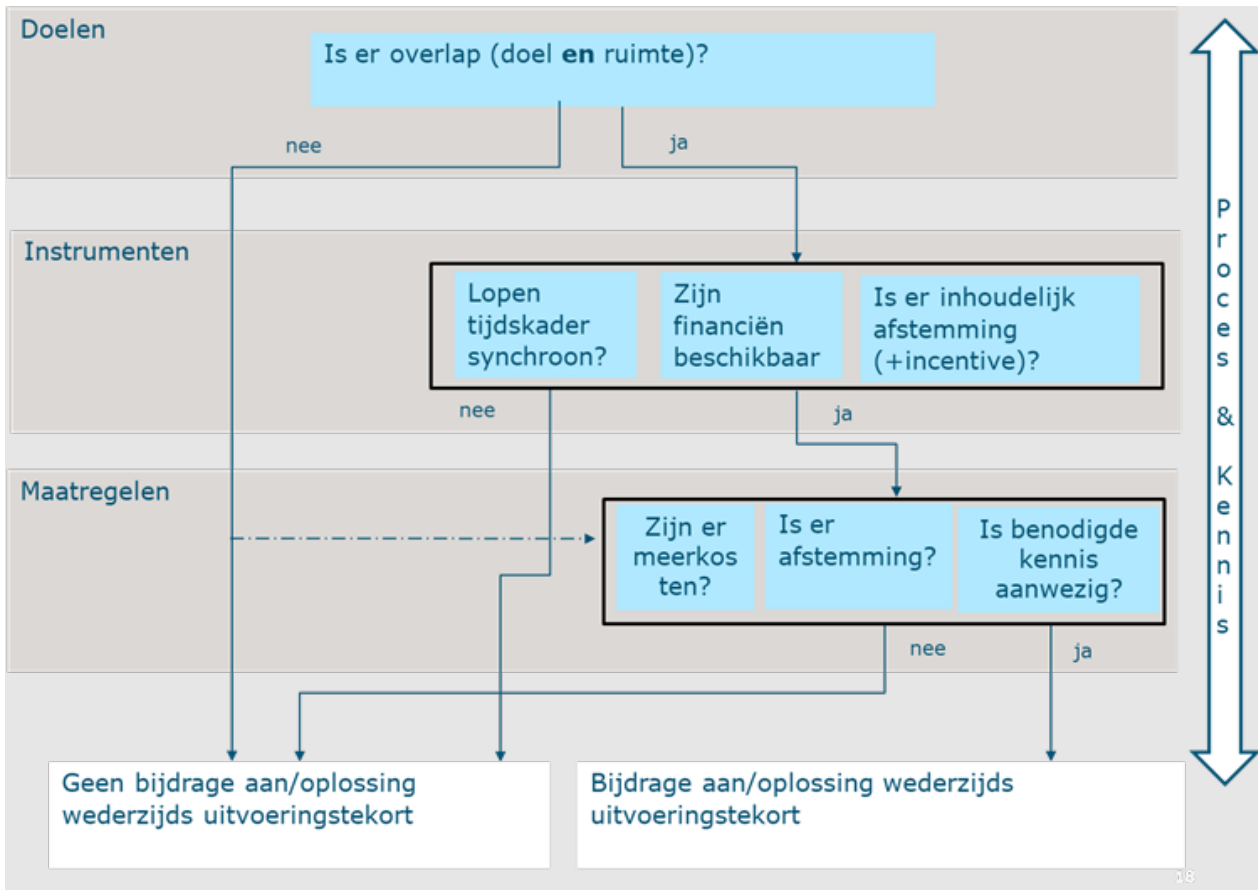 Doelen
Is er overlap (doel en ruimte)?
nee
ja
Instrumenten
Lopen
tijdskader
synchroon?
Zijn
financiën
beschikbaar
Is er inhoudelijk
afstemming
(+incentive)?
nee
ja
Maatregelen
Zijn er
meerkos
ten?
Is er
afstemming?
Is benodigde
kennis
aanwezig?
nee
ja
Geen bijdrage aan/oplossing
wederzijds uitvoeringstekort
Bijdrage aan/oplossing wederzijds
uitvoeringstekort
Proces & Kennis
18